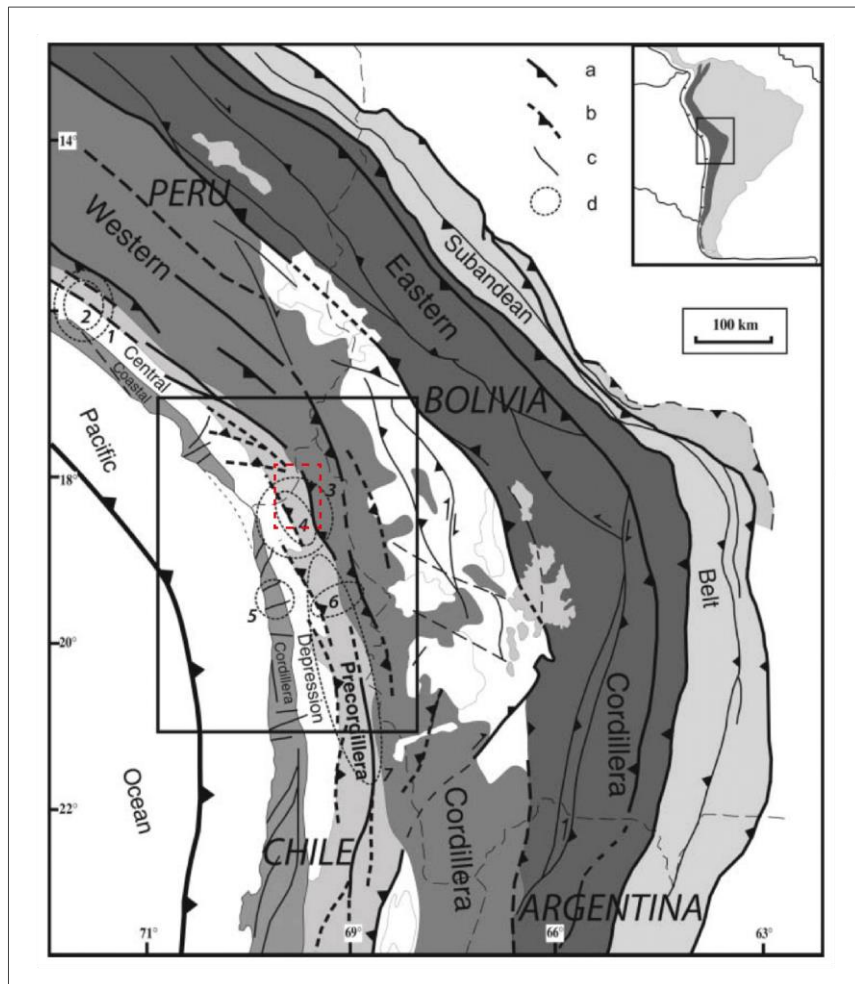 a
b
c
d
14°
PERU
Western
Subandean
Eastern
100 km
2
1
Central
Coastal
BOLIVIA
Pacific
18°
3
4
Belt
6
5
20°
Depression
Cordillera
Precordillera
Cordillera
7
Ocean
22°
Cordillera
CHILE
ARGENTINA
71°
69°
66°
63°